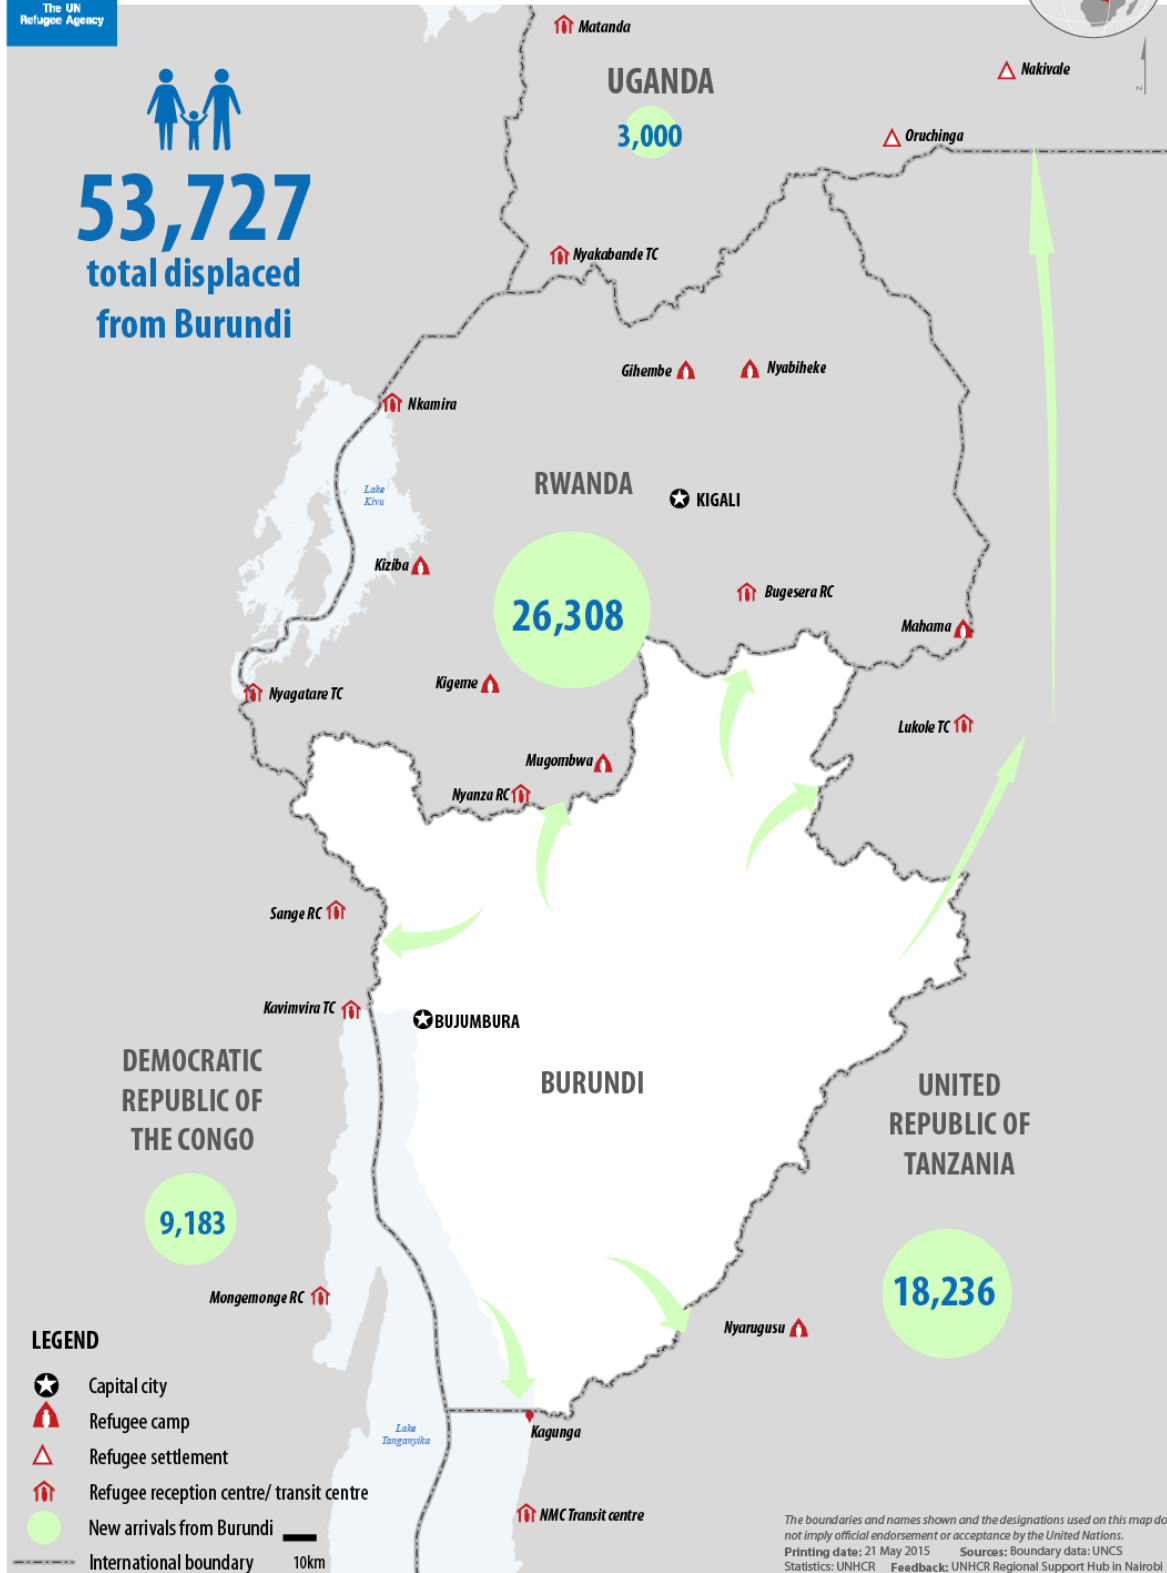 The UN
Refugee Agency
Matanda
UGANDA
3,000
Nakivale
Oruchinga
N
53,727
total displaced
from Burundi
Nyakabande TC
Gihembe
Nyabiheke
Nkamira
Lake
Kivu
RWANDA
KIGALI
Kiziba
26,308
Bugesera RC
Mahama
Kigeme
Nyagatare TC
Lukole TC
Mugombwa
Nyanza RC
Sange RC
Kavimvira TC
BUJUMBURA
DEMOCRATIC
REPUBLIC OF
THE CONGO
9,183
BURUNDI
UNITED
REPUBLIC OF
TANZANIA
18,236
Mongemonge RC
Nyarugusu
Kagunga
Lake
Tanganyika
NMC Transit centre
LEGEND
Capital city
Refugee camp
Refugee settlement
Refugee reception centre/ transit centre
New arrivals from Burundi
International boundary
10km
The boundaries and names shown and the designations used on this map do
not imply official endorsement or acceptance by the United Nations.
Printing date: 21 May 2015 Sources: Boundary data: UNCS
Statistics: UNHCR Feedback: UNHCR Regional Support Hub in Nairobi